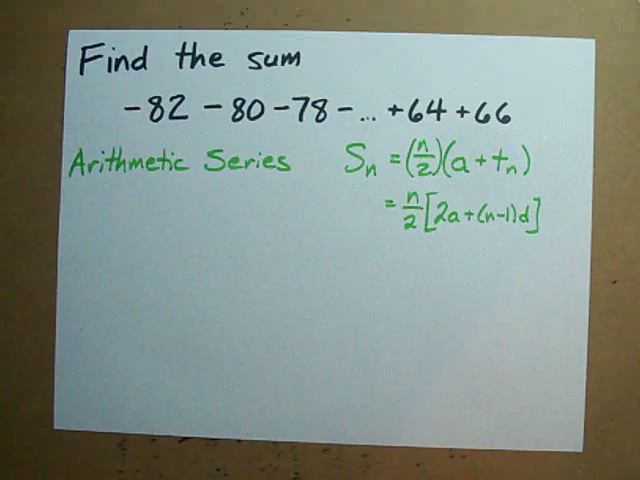 Find the sum
-82 -80 -78 - ... +64 +66
Arithmetic Series Sn = (n/2)(a + tn)
= n/2 [2a + (n-1)d]